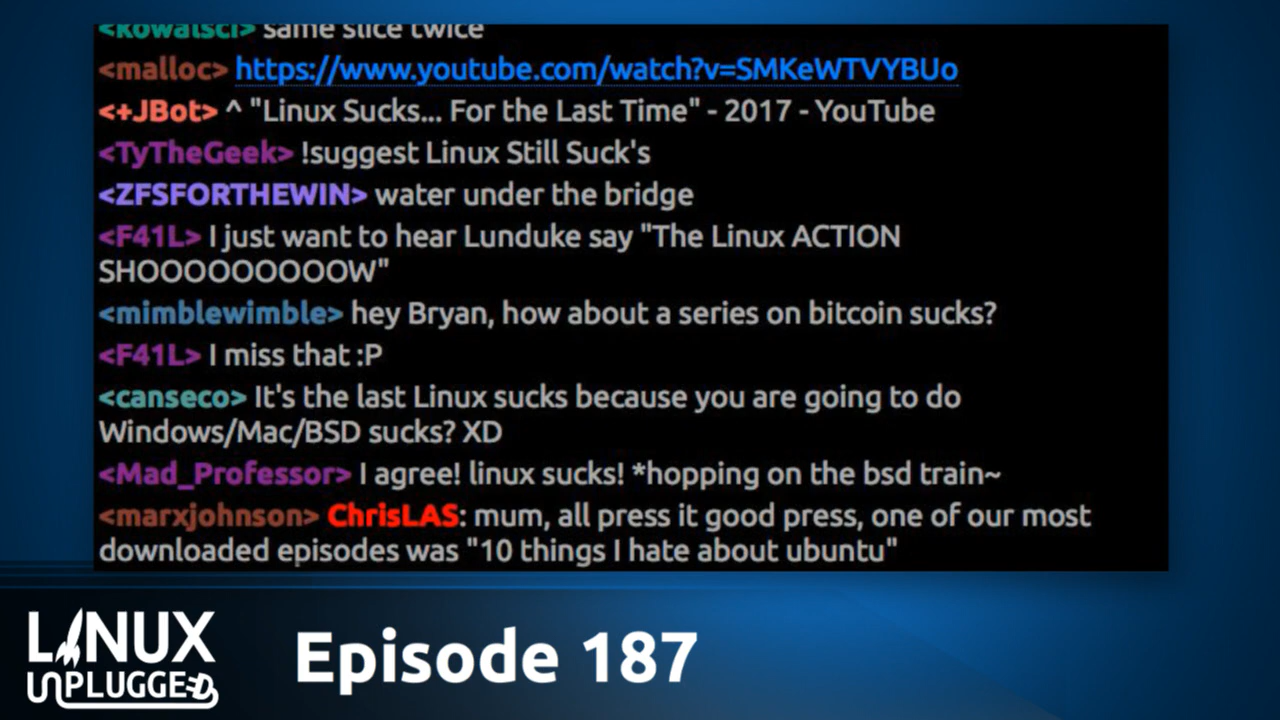 <kowalsci> same slice twice
<malloc> https://www.youtube.com/watch?v=SMKeWTVYBUo
<+JBot> ^ "Linux Sucks... For the Last Time" - 2017 - YouTube
<TyTheGeek> !suggest Linux Still Suck's
<ZFSFORTHEWIN> water under the bridge
<F41L> I just want to hear Lunduke say "The Linux ACTION
SHOOOOOOOOOW"
<mimblewimble> hey Bryan, how about a series on bitcoin sucks?
<F41L> I miss that :P
<canseco> It's the last Linux sucks because you are going to do
Windows/Mac/BSD sucks? XD
<Mad_Professor> I agree! linux sucks! *hopping on the bsd train~
<marxjohnson> ChrisLAS: mum, all press it good press, one of our most
downloaded episodes was "10 things I hate about ubuntu"
LINUX
UNPLUGGED
Episode 187